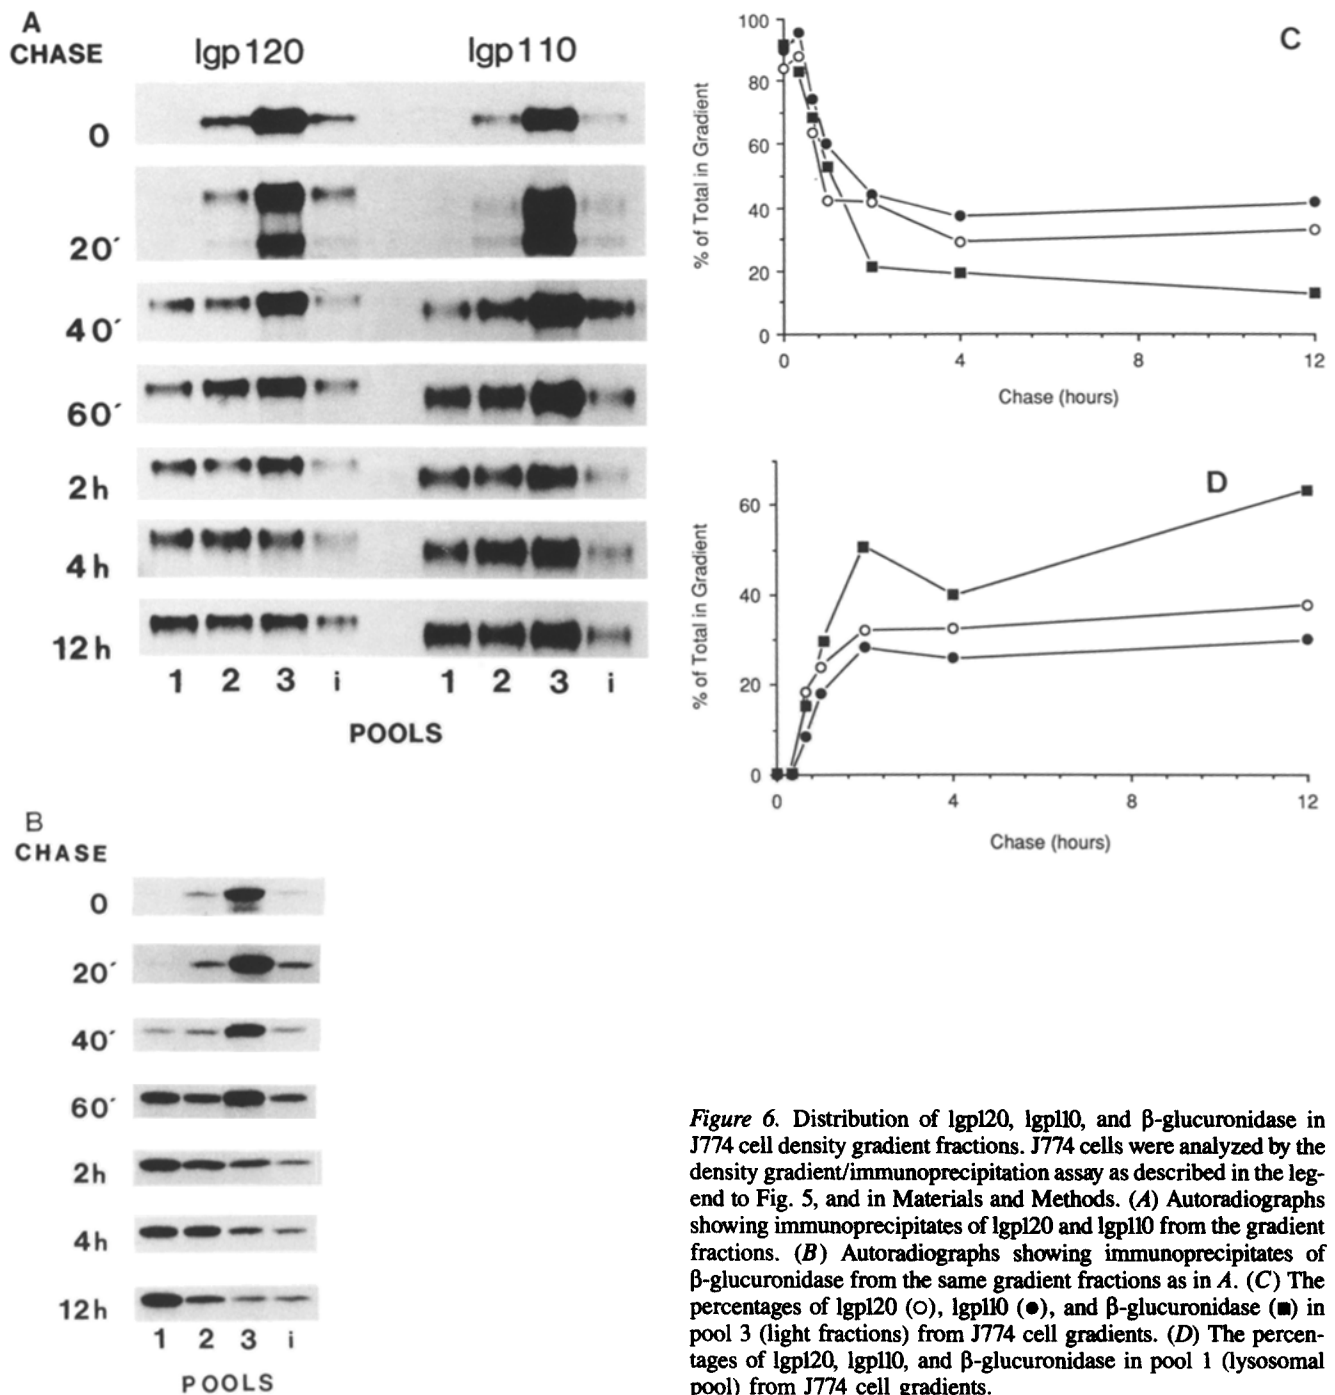 A
CHASE
lgp120 lgp110
0
20´
40´
60´
2h
4h
12h
1 2 3 i 1 2 3 i
POOLS
B
CHASE
0
20´
40´
60´
2h
4h
12h
1 2 3 i
POOLS
C
% of Total in Gradient
100
80
60
40
20
0
0 4 8 12
Chase (hours)
D
% of Total in Gradient
60
40
20
0
0 4 8 12
Chase (hours)
Figure 6. Distribution of lgp120, lgp110, and β-glucuronidase in
J774 cell density gradient fractions. J774 cells were analyzed by the
density gradient/immunoprecipitation assay as described in the leg-
end to Fig. 5, and in Materials and Methods. (A) Autoradiographs
showing immunoprecipitates of lgp120 and lgp110 from the gradient
fractions. (B) Autoradiographs showing immunoprecipitates of
β-glucuronidase from the same gradient fractions as in A. (C) The
percentages of lgp120 (○), lgp110 (●), and β-glucuronidase (■) in
pool 3 (light fractions) from J774 cell gradients. (D) The percen-
tages of lgp120, lgp110, and β-glucuronidase in pool 1 (lysosomal
pool) from J774 cell gradients.